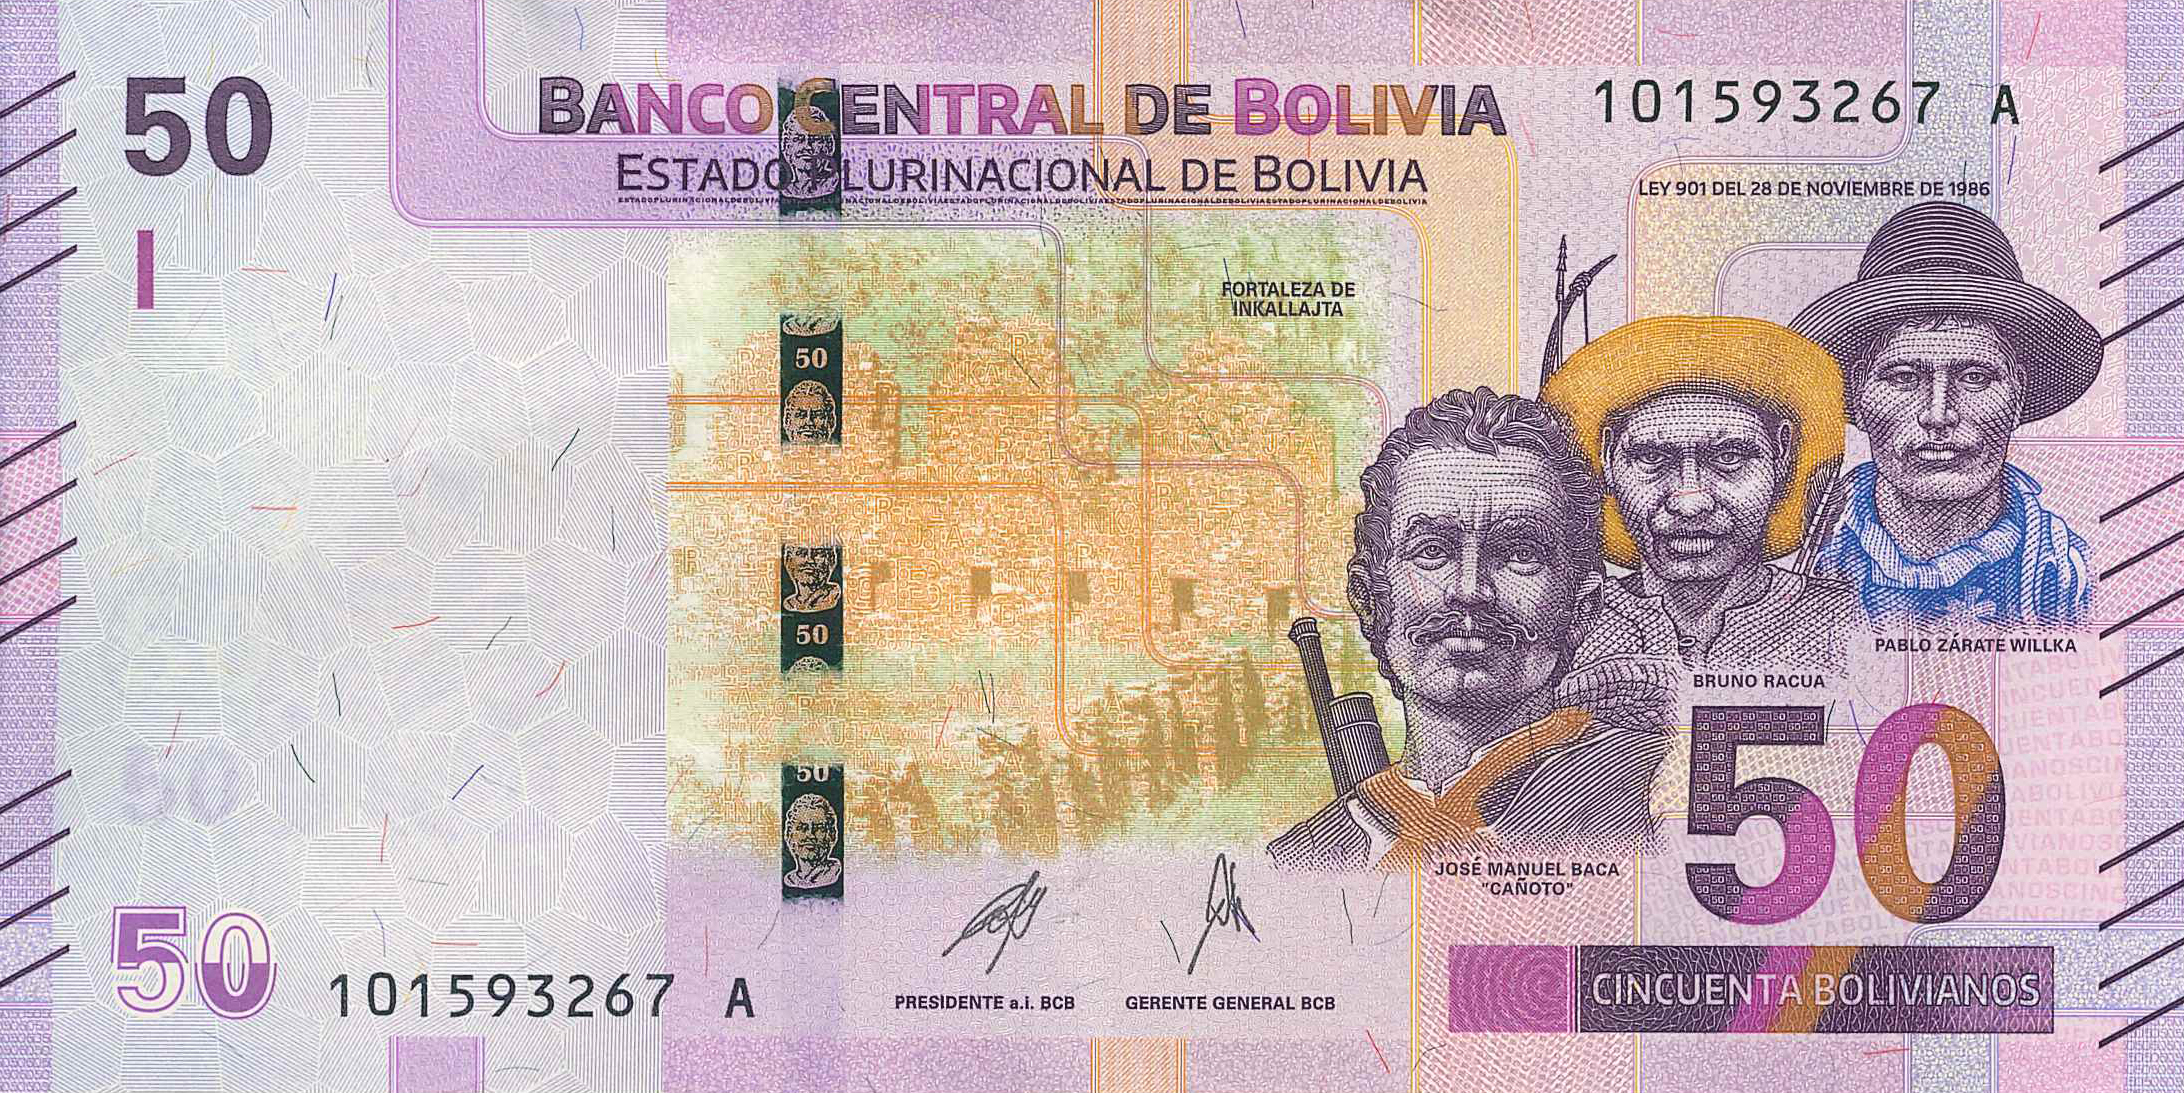 50
BANCO CENTRAL DE BOLIVIA
101593267 A
ESTADO PLURINACIONAL DE BOLIVIA
LEY 901 DEL 28 DE NOVIEMBRE DE 1986
I
FORTALEZA DE
INKALLAJTA
50
50
50
PABLO ZÁRATE WILLKA
BRUNO RACUA
50
JOSÉ MANUEL BACA
"CAÑOTO"
50
50
101593267 A
PRESIDENTE a.i. BCB
GERENTE GENERAL BCB
CINCUENTA BOLIVIANOS